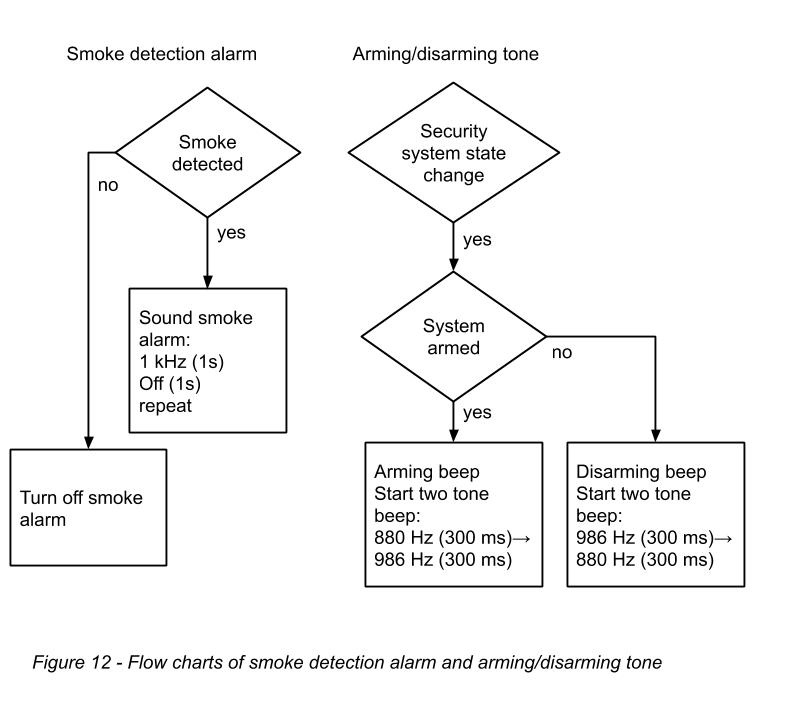 Smoke detection alarm
Arming/disarming tone
Smoke
detected
no
yes
Sound smoke
alarm:
1 kHz (1s)
Off (1s)
repeat
Turn off smoke
alarm
Security
system state
change
yes
System
armed
no
yes
Arming beep
Start two tone
beep:
880 Hz (300 ms)→
986 Hz (300 ms)
Disarming beep
Start two tone
beep:
986 Hz (300 ms)→
880 Hz (300 ms)
Figure 12 - Flow charts of smoke detection alarm and arming/disarming tone